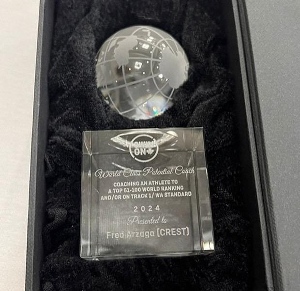 ON
World Class Potential Coach
COACHING AN ATHLETE TO
A TOP 51-100 WORLD RANKING
AND/OR ON TRACK 1/ WA STANDARD
2024
Presented to
Fred Arzaga (CREST)